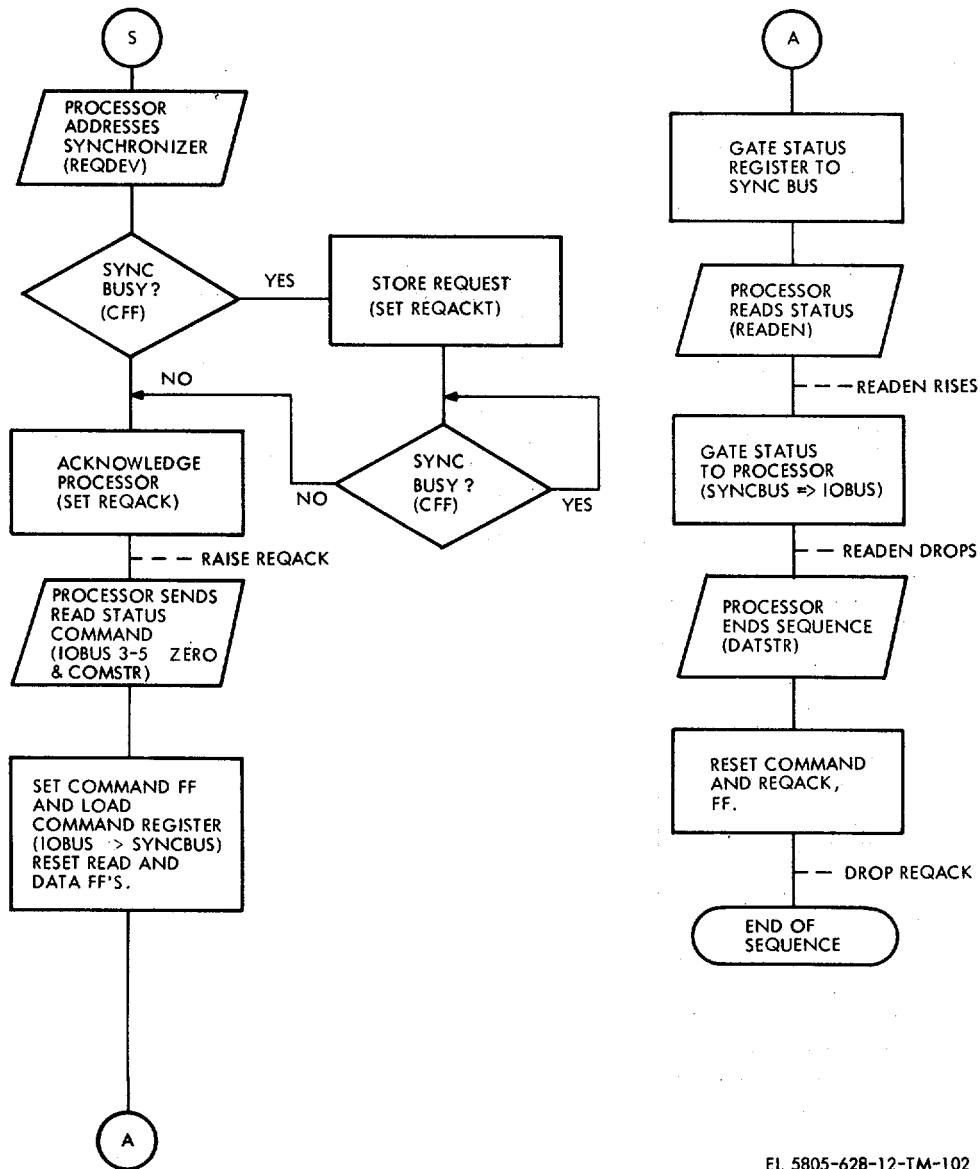 S
PROCESSOR
ADDRESSES
SYNCHRONIZER
(REQDEV)
SYNC
BUSY?
(CFF)
YES
STORE REQUEST
(SET REQACKT)
NO
SYNC
BUSY?
(CFF)
NO
YES
ACKNOWLEDGE
PROCESSOR
(SET REQACK)
RAISE REQACK
PROCESSOR SENDS
READ STATUS
COMMAND
(IOBUS 3-5 ZERO
& COMSTR)
SET COMMAND FF
AND LOAD
COMMAND REGISTER
(IOBUS > SYNCBUS)
RESET READ AND
DATA FF'S.
A
A
GATE STATUS
REGISTER TO
SYNC BUS
PROCESSOR
READS STATUS
(READEN)
READEN RISES
GATE STATUS
TO PROCESSOR
(SYNCBUS => IOBUS)
READEN DROPS
PROCESSOR
ENDS SEQUENCE
(DATSTR)
RESET COMMAND
AND REQACK,
FF.
DROP REQACK
END OF
SEQUENCE
EL 5805-628-12-TM-102